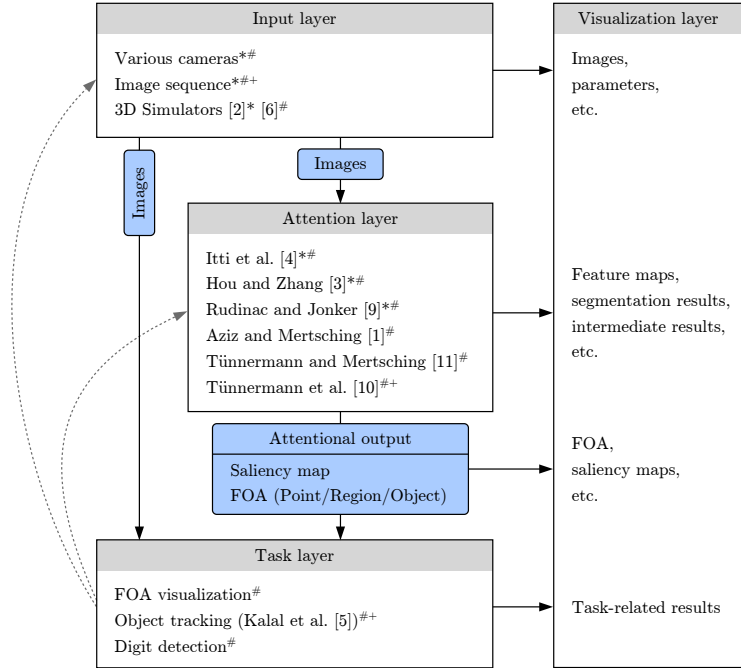 Input layer
Various cameras*#
Image sequence*#+
3D Simulators [2]* [6]#
Visualization layer
Images,
parameters,
etc.
Images
Images
Attention layer
Itti et al. [4]*#
Hou and Zhang [3]*#
Rudinac and Jonker [9]*#
Aziz and Mertsching [1]#
Tünnermann and Mertsching [11]#
Tünnermann et al. [10]#+
Feature maps,
segmentation results,
intermediate results,
etc.
Attentional output
Saliency map
FOA (Point/Region/Object)
FOA,
saliency maps,
etc.
Task layer
FOA visualization#
Object tracking (Kalal et al. [5])#+
Digit detection#
Task-related results